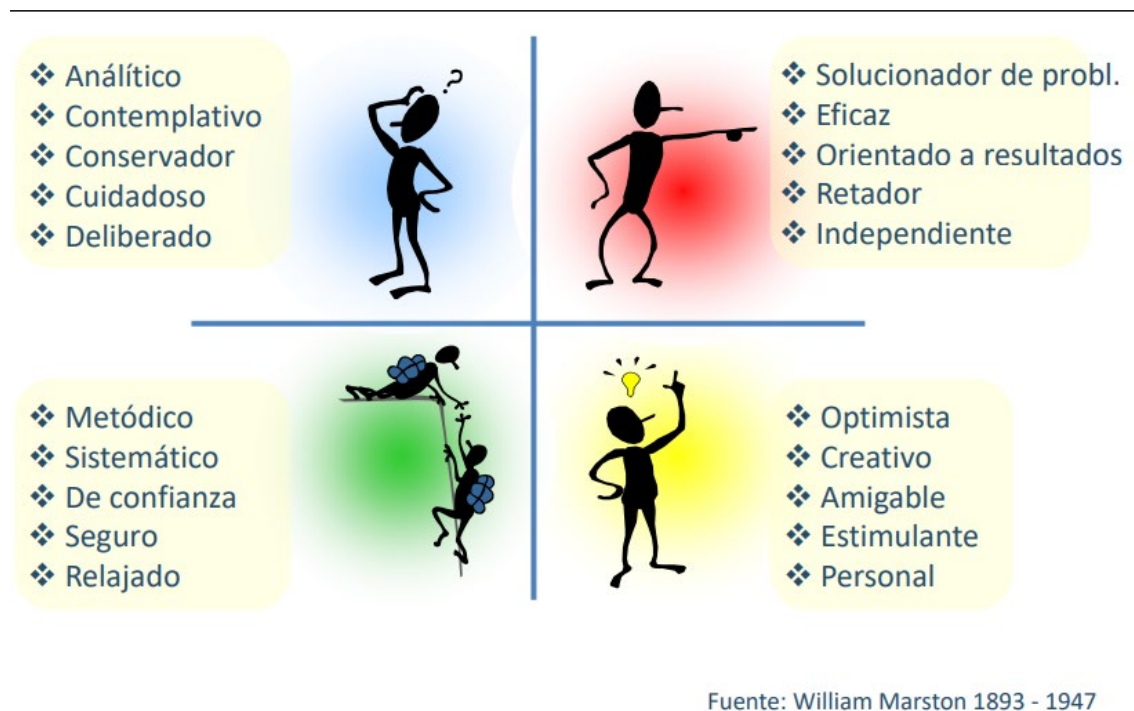 ❖ Análítico
❖ Contemplativo
❖ Conservador
❖ Cuidadoso
❖ Deliberado
?
❖ Solucionador de probl.
❖ Eficaz
❖ Orientado a resultados
❖ Retador
❖ Independiente
❖ Metódico
❖ Sistemático
❖ De confianza
❖ Seguro
❖ Relajado
❖ Optimista
❖ Creativo
❖ Amigable
❖ Estimulante
❖ Personal
Fuente: William Marston 1893 - 1947